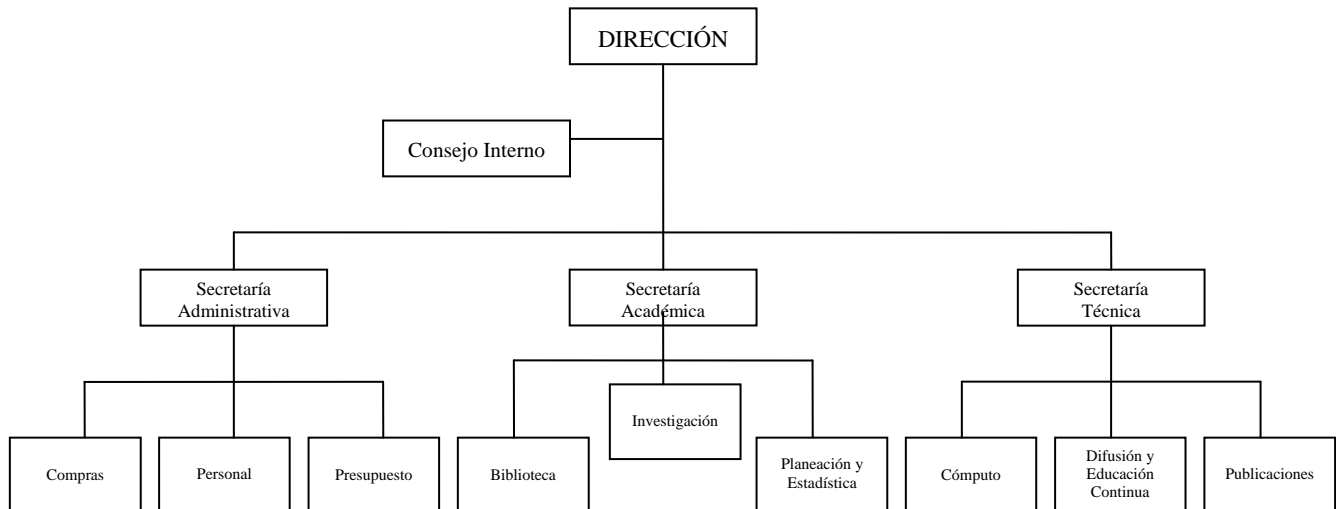 DIRECCIÓN
Consejo Interno
Secretaría
Administrativa
Secretaría
Académica
Secretaría
Técnica
Compras
Personal
Presupuesto
Biblioteca
Investigación
Planeación y
Estadística
Cómputo
Difusión y
Educación
Continua
Publicaciones